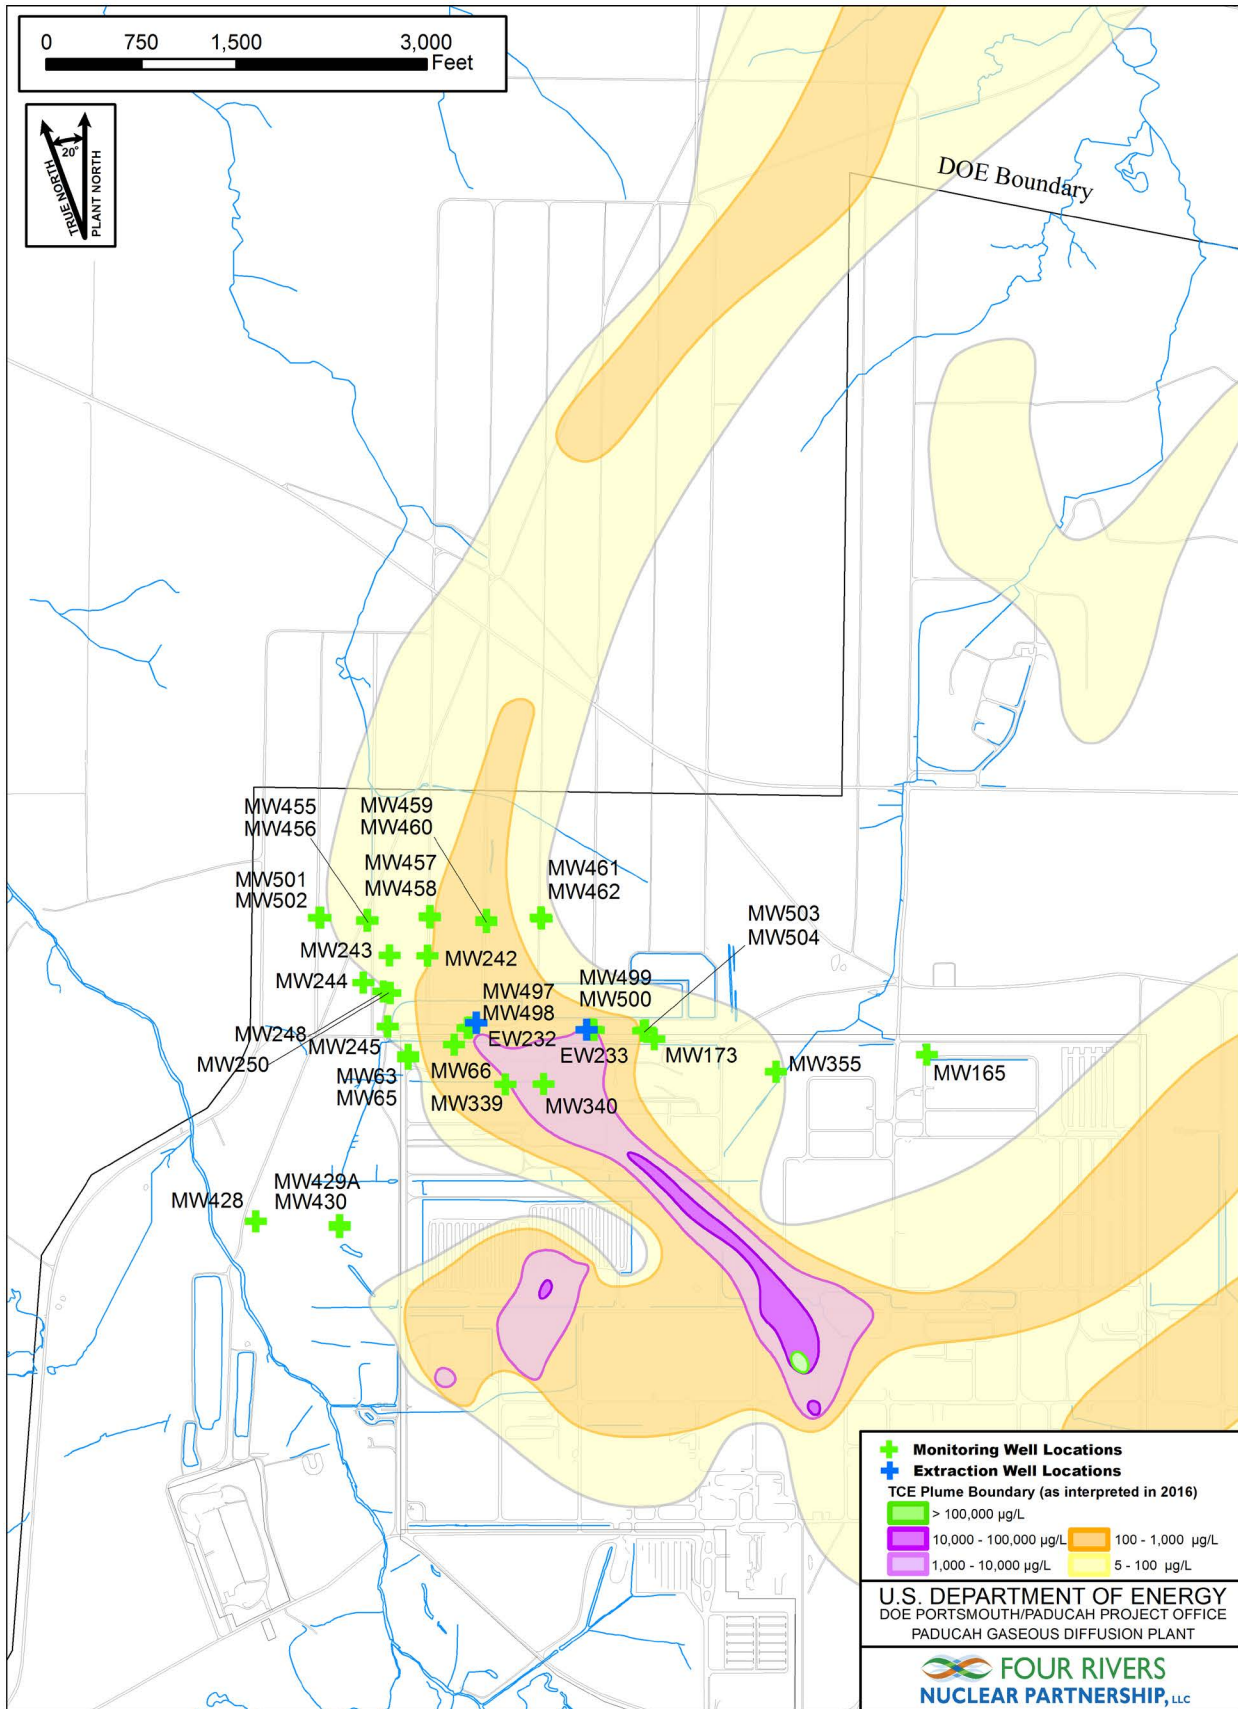 0 750 1,500 3,000
Feet
20°
TRUE NORTH
PLANT NORTH
DOE Boundary
MW455
MW456
MW459
MW460
MW457
MW458
MW461
MW462
MW501
MW502
MW503
MW504
MW243
MW242
MW244
MW499
MW500
MW497
MW498
MW248
MW245
EW232
EW233
MW250
MW173
MW66
MW355
MW165
MW63
MW65
MW339
MW340
MW429A
MW430
MW428
Monitoring Well Locations
Extraction Well Locations
TCE Plume Boundary (as interpreted in 2016)
> 100,000 µg/L
10,000 - 100,000 µg/L 100 - 1,000 µg/L
1,000 - 10,000 µg/L 5 - 100 µg/L
U.S. DEPARTMENT OF ENERGY
DOE PORTSMOUTH/PADUCAH PROJECT OFFICE
PADUCAH GASEOUS DIFFUSION PLANT
FOUR RIVERS
NUCLEAR PARTNERSHIP, LLC